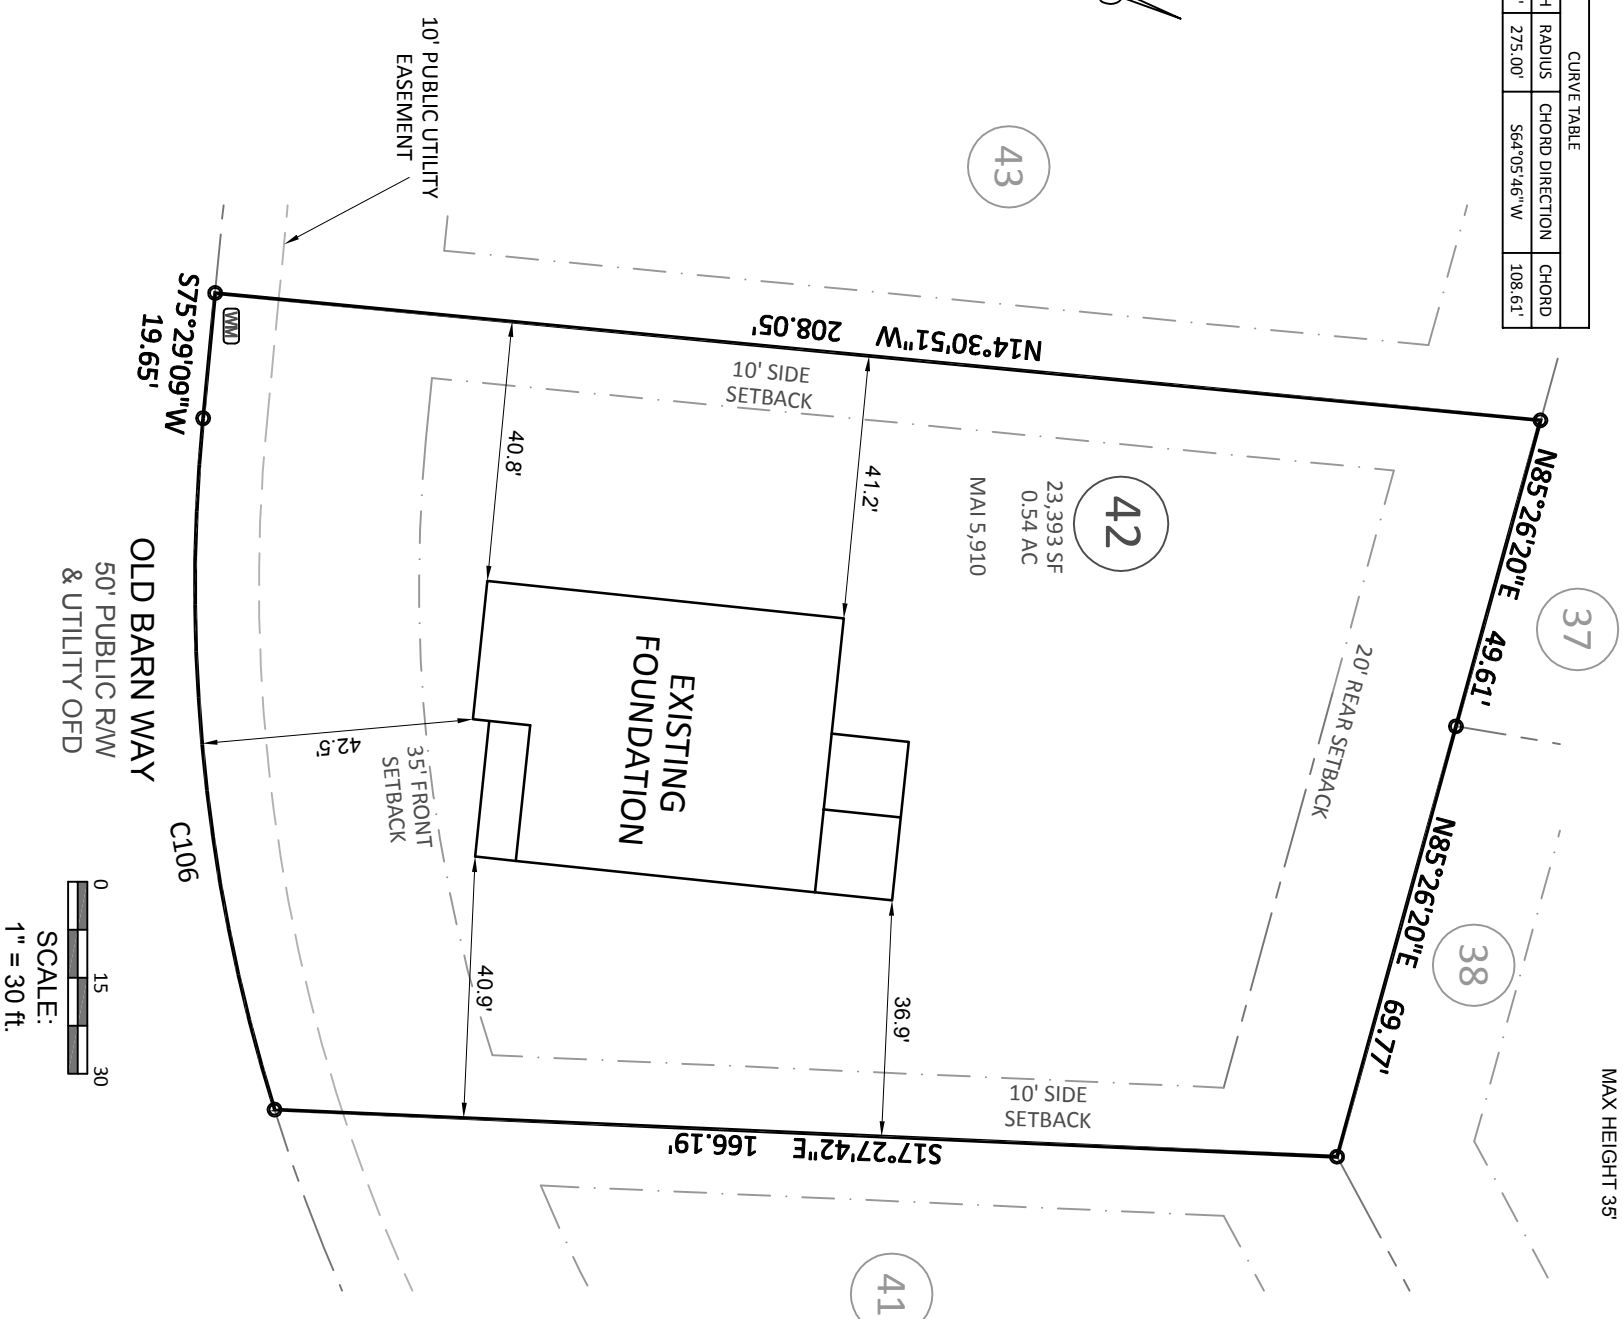 CURVE TABLE
RADIUS CHORD DIRECTION CHORD
275.00' S64°05'46"W 108.61'
MAX HEIGHT 35'
37
38
43
N85°26'20"E 49.61'
N85°26'20"E 69.77'
20' REAR SETBACK
42
23,393 SF
0.54 AC
MAI 5,910
N14°30'51"W 208.05'
10' SIDE
SETBACK
41.2'
40.8'
EXISTING
FOUNDATION
36.9'
40.9'
10' SIDE
SETBACK
S17°27'42"E 166.19'
41
42.5'
35' FRONT
SETBACK
10' PUBLIC UTILITY
EASEMENT
WM
S75°29'09"W
19.65'
C106
OLD BARN WAY
50' PUBLIC R/W
& UTILITY OFD
0 15 30
SCALE:
1" = 30 ft.